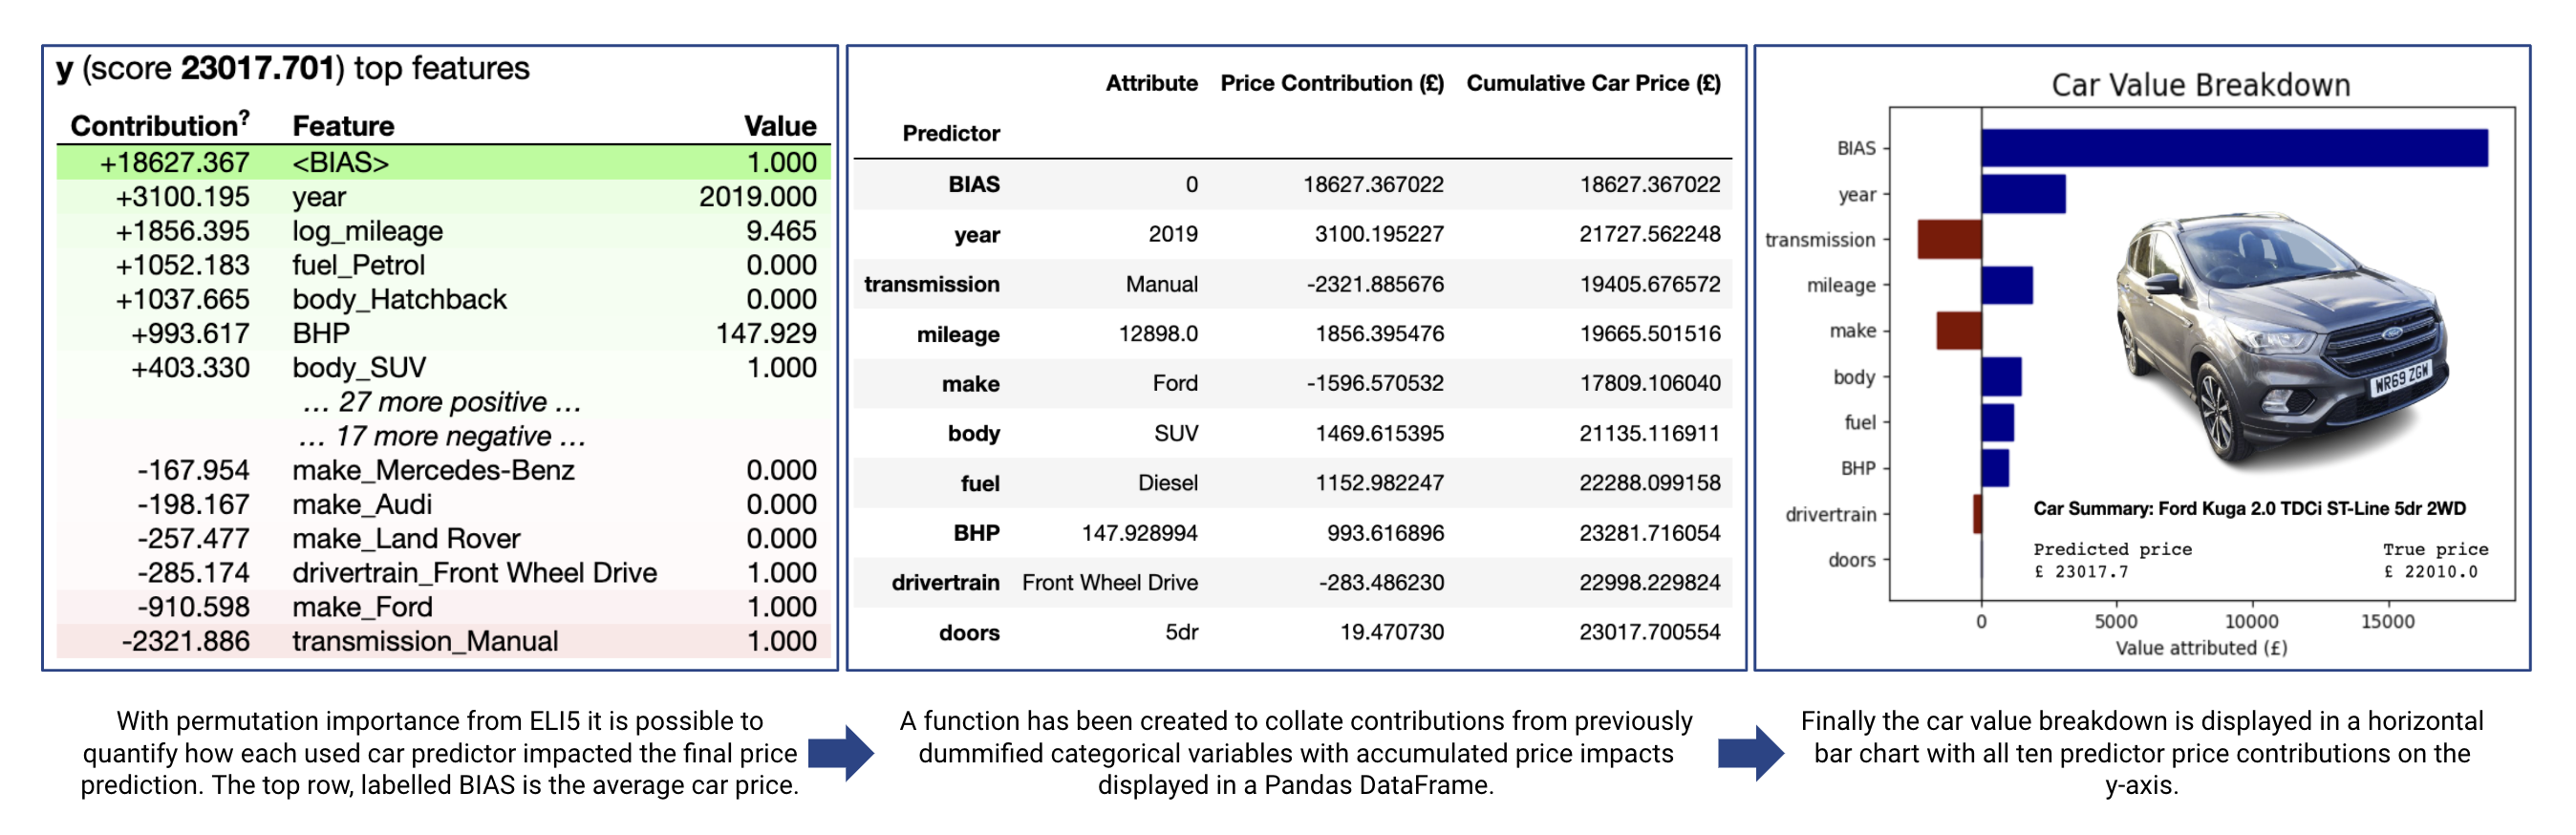 y (score 23017.701) top features
Contribution? Feature Value
+18627.367 <BIAS> 1.000
+3100.195 year 2019.000
+1856.395 log_mileage 9.465
+1052.183 fuel_Petrol 0.000
+1037.665 body_Hatchback 0.000
+993.617 BHP 147.929
+403.330 body_SUV 1.000
… 27 more positive …
… 17 more negative …
-167.954 make_Mercedes-Benz 0.000
-198.167 make_Audi 0.000
-257.477 make_Land Rover 0.000
-285.174 drivertrain_Front Wheel Drive 1.000
-910.598 make_Ford 1.000
-2321.886 transmission_Manual 1.000
Attribute Price Contribution (£) Cumulative Car Price (£)
Predictor
BIAS 0 18627.367022 18627.367022
year 2019 3100.195227 21727.562248
transmission Manual -2321.885676 19405.676572
mileage 12898.0 1856.395476 19665.501516
make Ford -1596.570532 17809.106040
body SUV 1469.615395 21135.116911
fuel Diesel 1152.982247 22288.099158
BHP 147.928994 993.616896 23281.716054
drivertrain Front Wheel Drive -283.486230 22998.229824
doors 5dr 19.470730 23017.700554
Car Value Breakdown
BIAS
year
transmission
mileage
make
body
fuel
BHP
drivertrain
doors
Ford
WR69 ZGW
Car Summary: Ford Kuga 2.0 TDCi ST-Line 5dr 2WD
Predicted price True price
£ 23017.7 £ 22010.0
0 5000 10000 15000
Value attributed (£)
With permutation importance from ELI5 it is possible to
quantify how each used car predictor impacted the final price
prediction. The top row, labelled BIAS is the average car price.
A function has been created to collate contributions from previously
dummified categorical variables with accumulated price impacts
displayed in a Pandas DataFrame.
Finally the car value breakdown is displayed in a horizontal
bar chart with all ten predictor price contributions on the
y-axis.